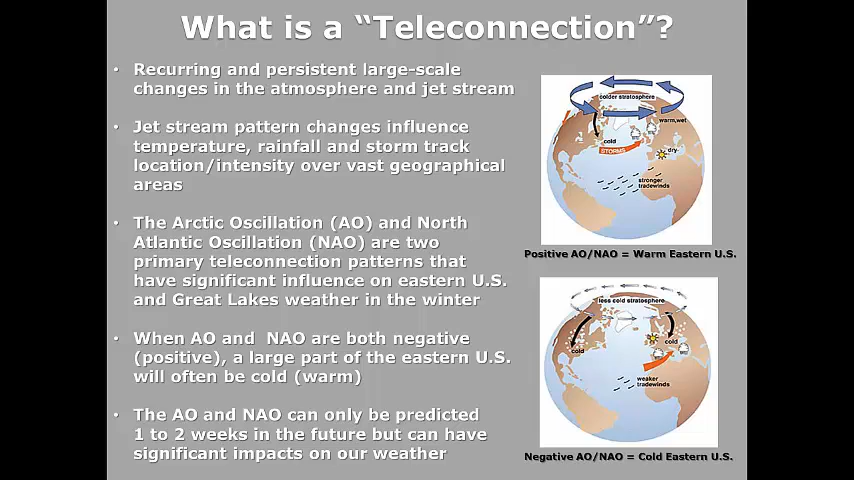 What is a “Teleconnection”?
• Recurring and persistent large-scale
changes in the atmosphere and jet stream
• Jet stream pattern changes influence
temperature, rainfall and storm track
location/intensity over vast geographical
areas
• The Arctic Oscillation (AO) and North
Atlantic Oscillation (NAO) are two
primary teleconnection patterns that
have significant influence on eastern U.S.
and Great Lakes weather in the winter
• When AO and NAO are both negative
(positive), a large part of the eastern U.S.
will often be cold (warm)
• The AO and NAO can only be predicted
1 to 2 weeks in the future but can have
significant impacts on our weather
colder stratosphere
warm,wet
cold
STORMS
dry
stronger
tradewinds
Positive AO/NAO = Warm Eastern U.S.
less cold stratosphere
cold
cold
weaker
tradewinds
Negative AO/NAO = Cold Eastern U.S.